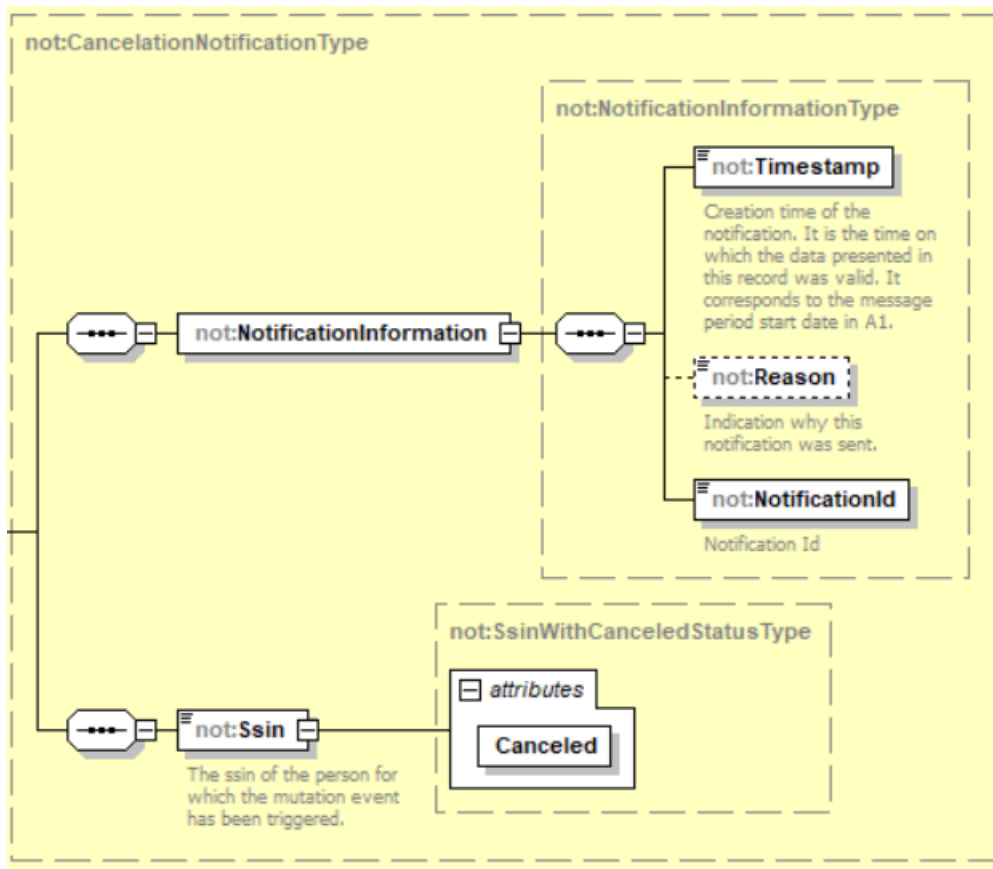 not:CancelationNotificationType
not:NotificationInformationType
not:Timestamp
Creation time of the
notification. It is the time on
which the data presented in
this record was valid. It
corresponds to the message
period start date in A1.
not:NotificationInformation
not:Reason
Indication why this
notification was sent.
not:NotificationId
Notification Id
not:SsinWithCanceledStatusType
attributes
not:Ssin
Canceled
The ssin of the person for
which the mutation event
has been triggered.